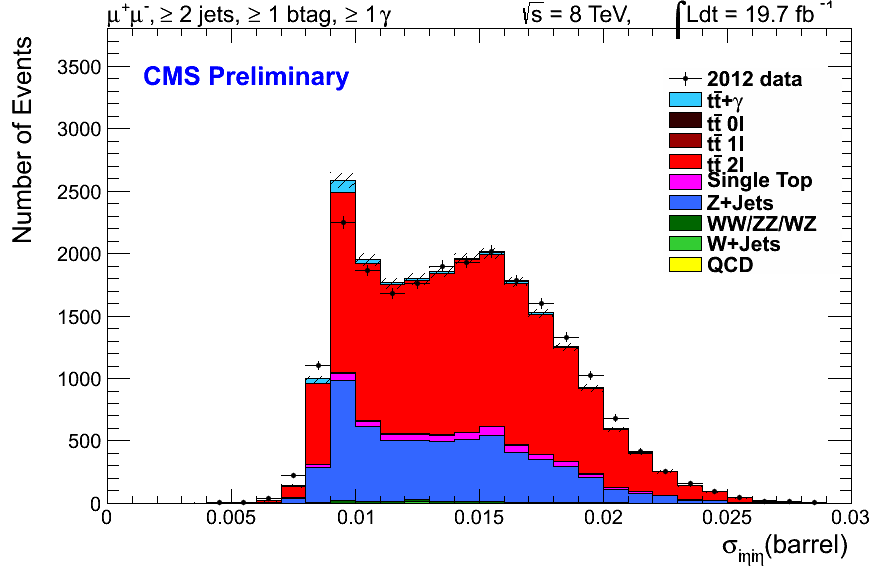 μ⁺μ⁻, ≥ 2 jets, ≥ 1 btag, ≥ 1 γ √s = 8 TeV, ∫Ldt = 19.7 fb⁻¹
CMS Preliminary
Number of Events
3500
3000
2500
2000
1500
1000
500
0
2012 data
tt̄+γ
tt̄ 0l
tt̄ 1l
tt̄ 2l
Single Top
Z+Jets
WW/ZZ/WZ
W+Jets
QCD
0 0.005 0.01 0.015 0.02 0.025 0.03
σiηiη(barrel)